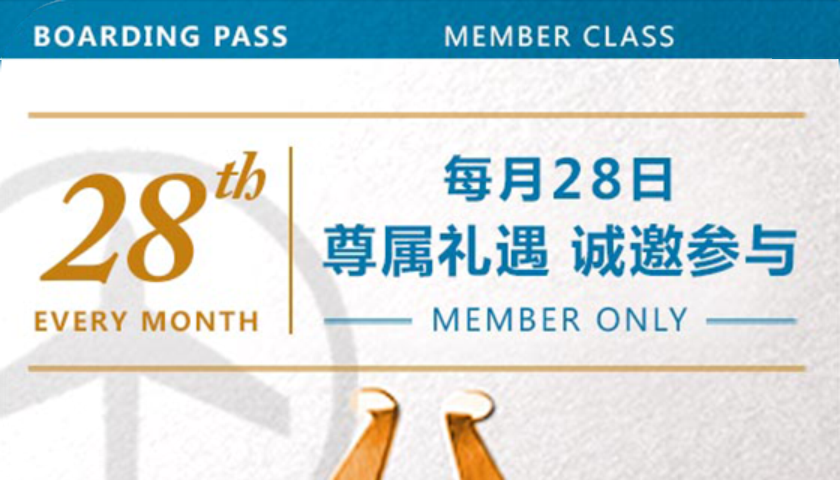 BOARDING PASS
MEMBER CLASS
28th
EVERY MONTH
每月28日
尊属礼遇 诚邀参与
MEMBER ONLY